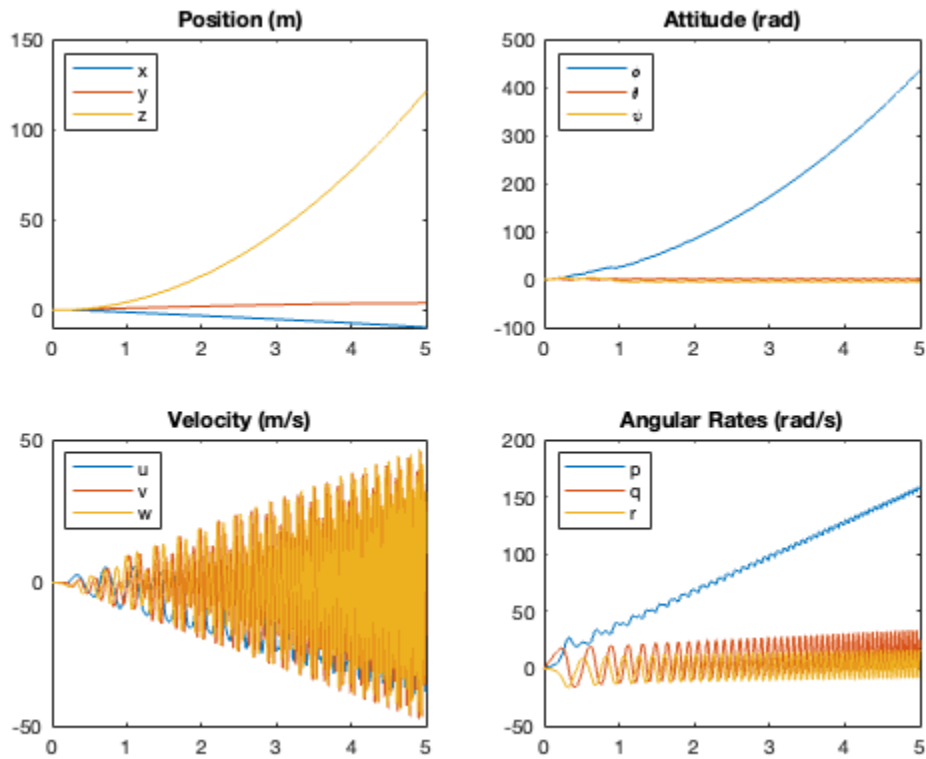 Position (m)
150
100
50
0
x
y
z
0 1 2 3 4 5
Attitude (rad)
500
400
300
200
100
0
-100
0 1 2 3 4 5
Velocity (m/s)
50
0
-50
u
v
w
0 1 2 3 4 5
Angular Rates (rad/s)
200
150
100
50
0
-50
p
q
r
0 1 2 3 4 5